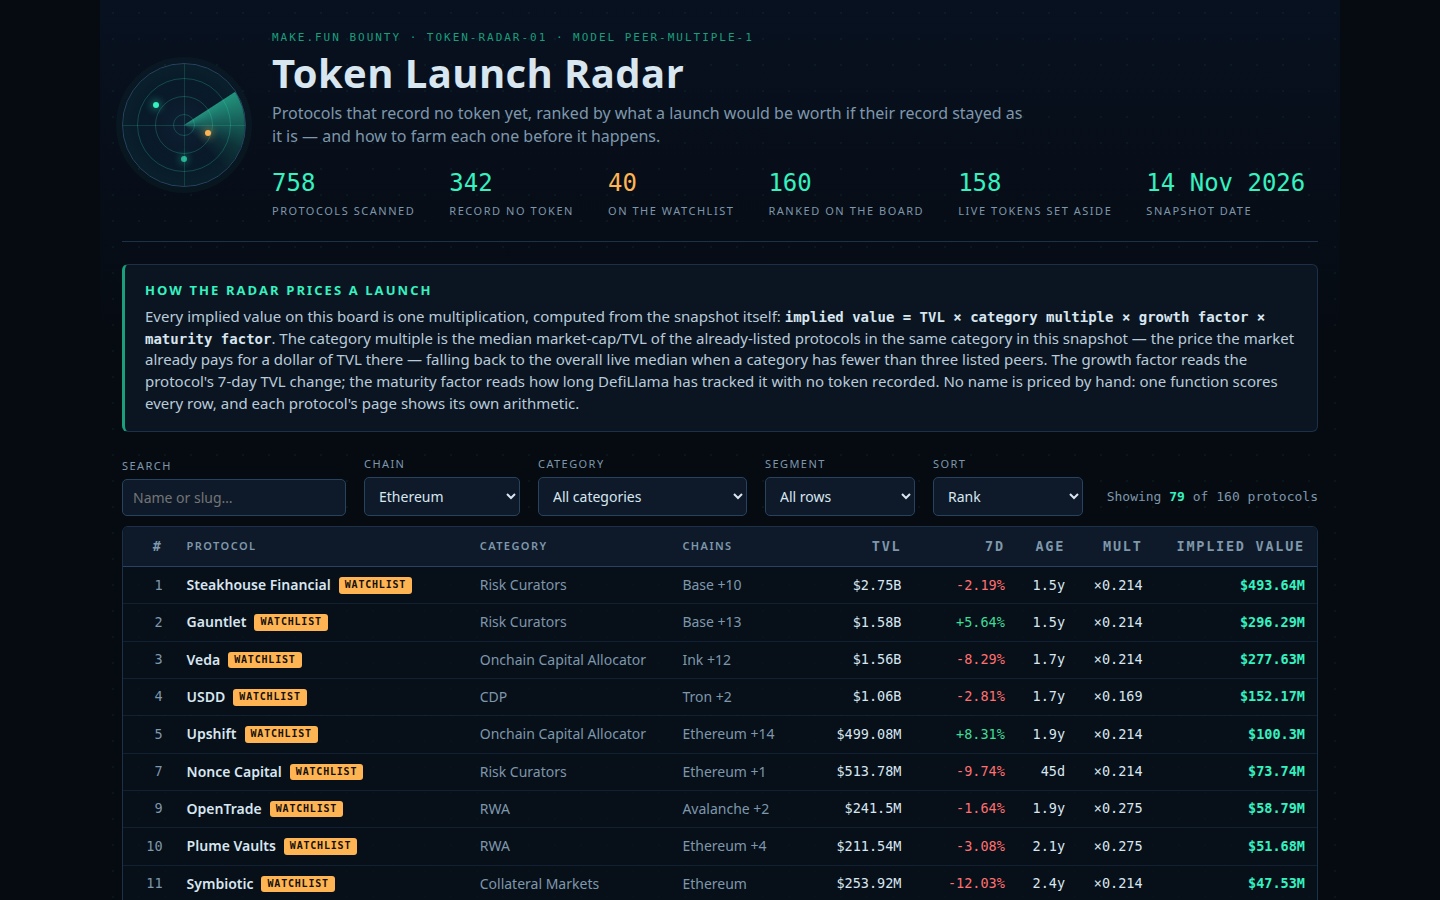 MAKE.FUN BOUNTY · TOKEN-RADAR-01 · MODEL PEER-MULTIPLE-1
Token Launch Radar
Protocols that record no token yet, ranked by what a launch would be worth if their record stayed as
it is — and how to farm each one before it happens.
758 342 40 160 158 14 Nov 2026
PROTOCOLS SCANNED RECORD NO TOKEN ON THE WATCHLIST RANKED ON THE BOARD LIVE TOKENS SET ASIDE SNAPSHOT DATE
HOW THE RADAR PRICES A LAUNCH
Every implied value on this board is one multiplication, computed from the snapshot itself: implied value = TVL × category multiple × growth factor ×
maturity factor. The category multiple is the median market-cap/TVL of the already-listed protocols in the same category in this snapshot — the price the market
already pays for a dollar of TVL there — falling back to the overall live median when a category has fewer than three listed peers. The growth factor reads the
protocol's 7-day TVL change; the maturity factor reads how long DefiLlama has tracked it with no token recorded. No name is priced by hand: one function scores
every row, and each protocol's page shows its own arithmetic.
SEARCH CHAIN CATEGORY SEGMENT SORT
Name or slug... Ethereum All categories All rows Rank Showing 79 of 160 protocols
# PROTOCOL CATEGORY CHAINS TVL 7D AGE MULT IMPLIED VALUE
1 Steakhouse Financial WATCHLIST Risk Curators Base +10 $2.75B -2.19% 1.5y ×0.214 $493.64M
2 Gauntlet WATCHLIST Risk Curators Base +13 $1.58B +5.64% 1.5y ×0.214 $296.29M
3 Veda WATCHLIST Onchain Capital Allocator Ink +12 $1.56B -8.29% 1.7y ×0.214 $277.63M
4 USDD WATCHLIST CDP Tron +2 $1.06B -2.81% 1.7y ×0.169 $152.17M
5 Upshift WATCHLIST Onchain Capital Allocator Ethereum +14 $499.08M +8.31% 1.9y ×0.214 $100.3M
7 Nonce Capital WATCHLIST Risk Curators Ethereum +1 $513.78M -9.74% 45d ×0.214 $73.74M
9 OpenTrade WATCHLIST RWA Avalanche +2 $241.5M -1.64% 1.9y ×0.275 $58.79M
10 Plume Vaults WATCHLIST RWA Ethereum +4 $211.54M -3.08% 2.1y ×0.275 $51.68M
11 Symbiotic WATCHLIST Collateral Markets Ethereum $253.92M -12.03% 2.4y ×0.214 $47.53M